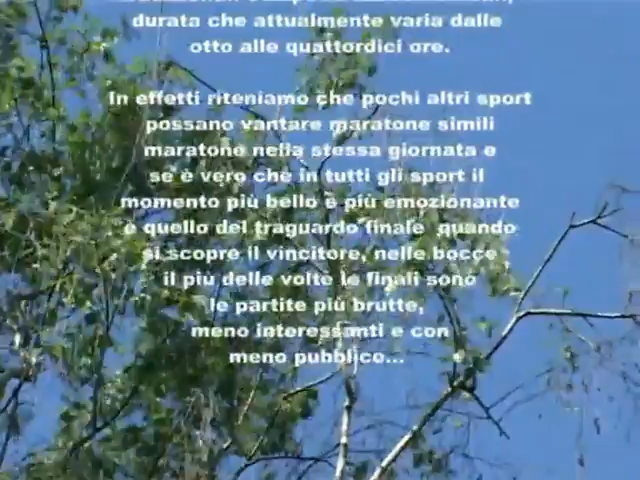 durata che attualmente varia dalle
otto alle quattordici ore.
In effetti riteniamo che pochi altri sport
possano vantare maratone simili
maratone nella stessa giornata e
se è vero che in tutti gli sport il
momento più bello e più emozionante
è quello del traguardo finale quando
si scopre il vincitore, nelle bocce
il più delle volte le finali sono
le partite più brutte,
meno interessanti e con
meno pubblico...